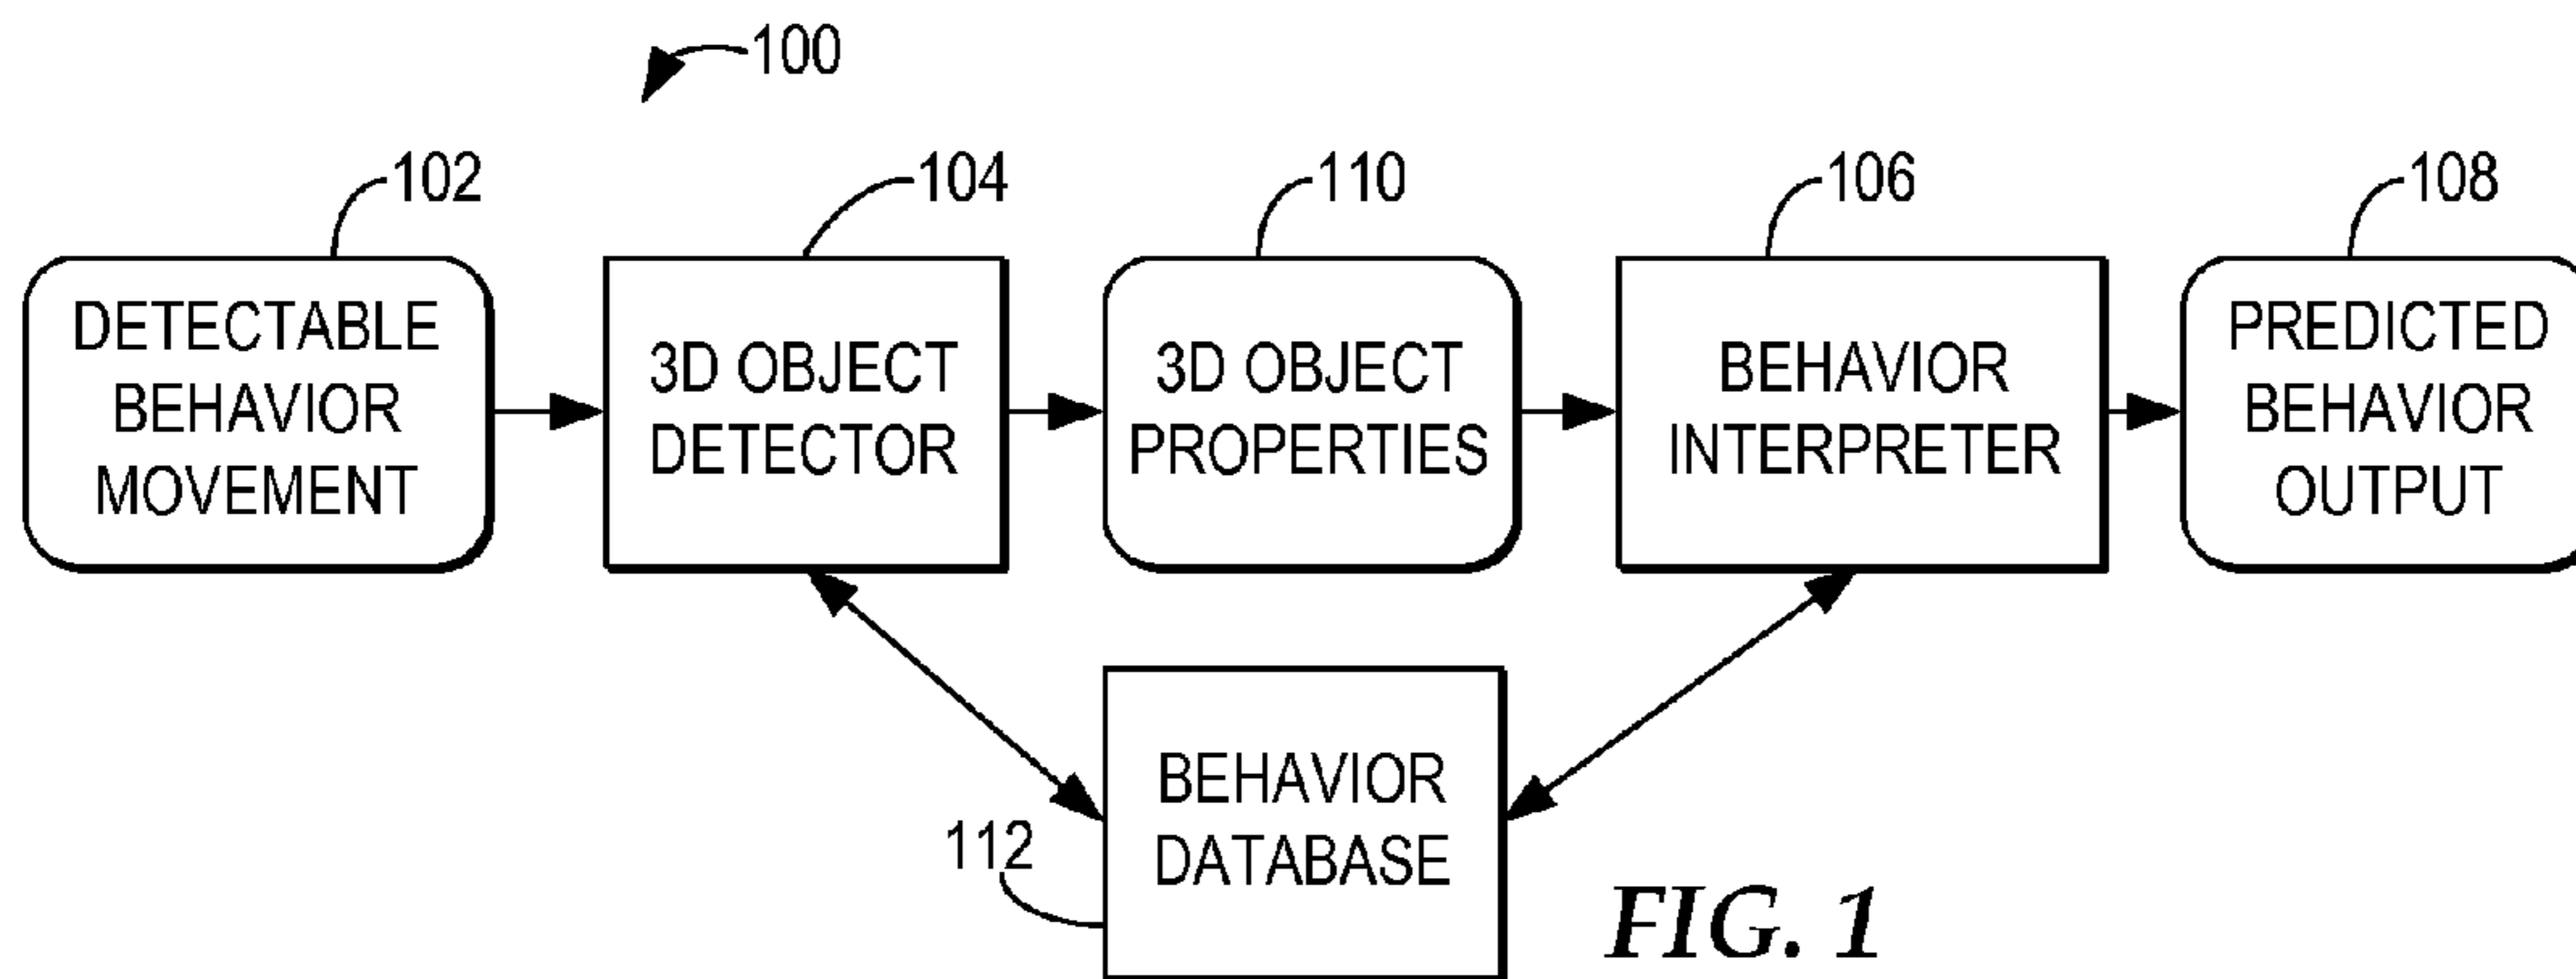 100
102
104
110
106
108
DETECTABLE
BEHAVIOR
MOVEMENT
3D OBJECT
DETECTOR
3D OBJECT
PROPERTIES
BEHAVIOR
INTERPRETER
PREDICTED
BEHAVIOR
OUTPUT
BEHAVIOR
DATABASE
112
FIG. 1